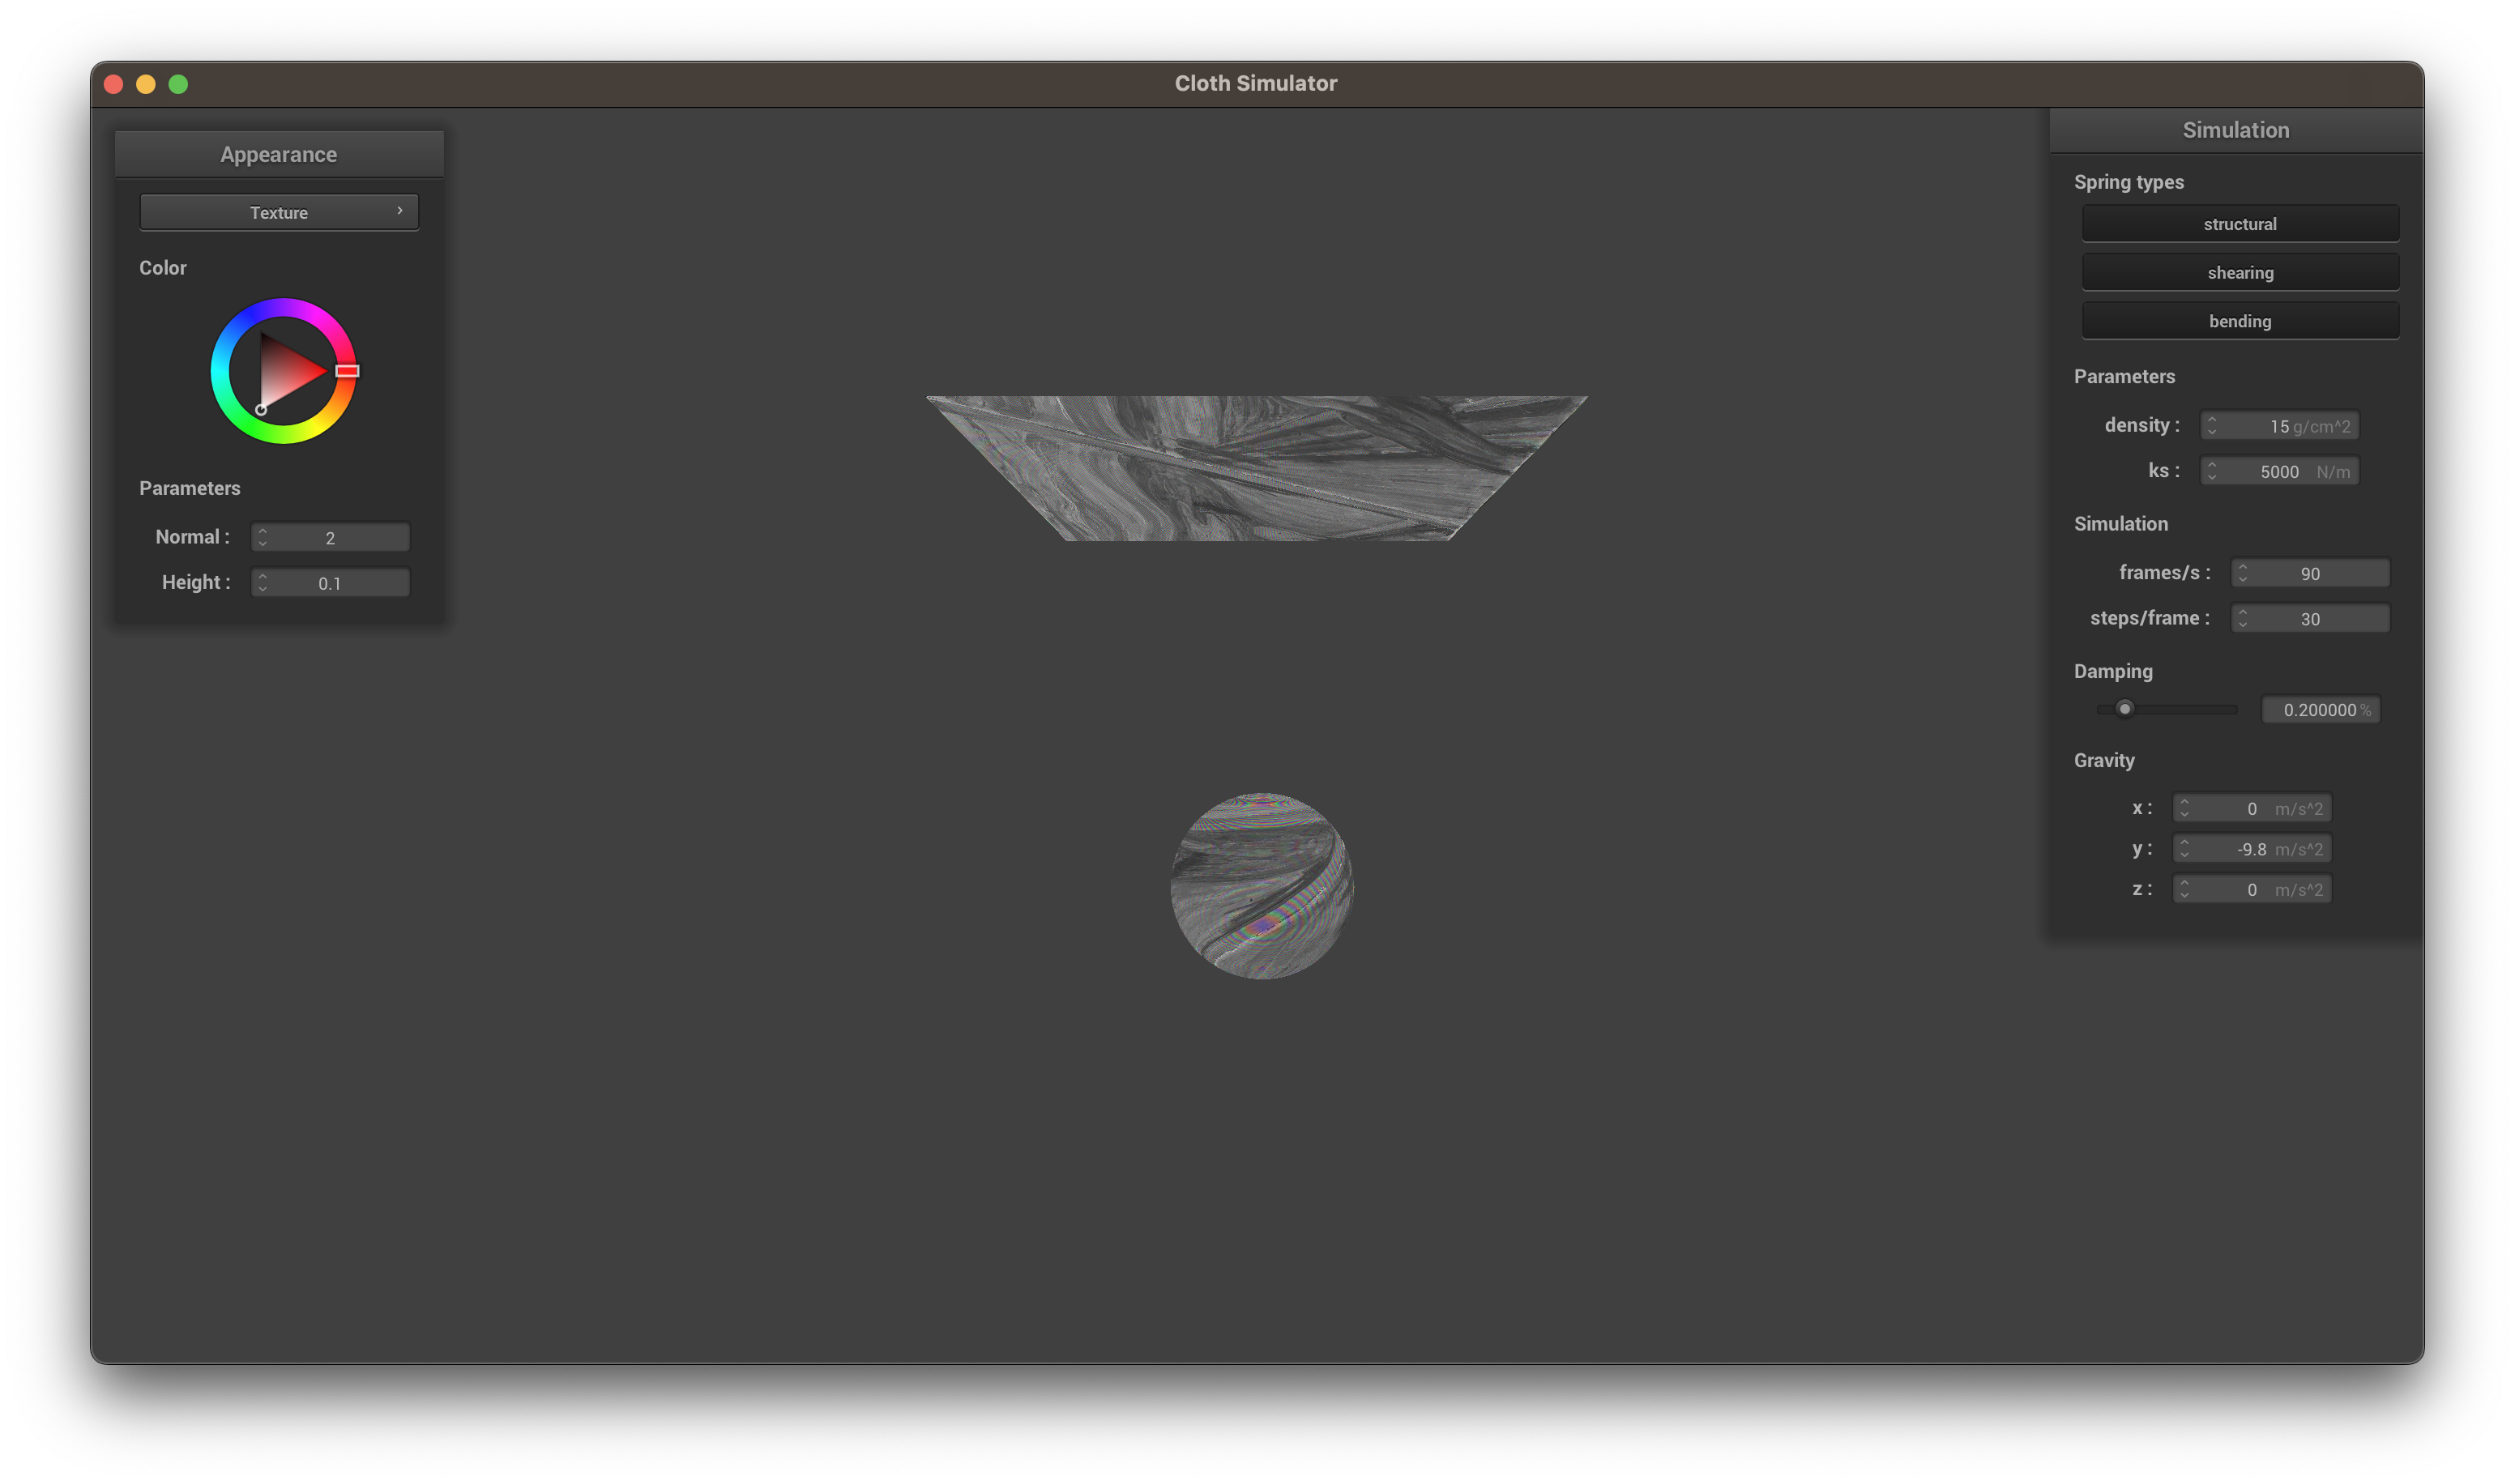 Cloth Simulator
Appearance
Texture
Color
Parameters
Normal : 2
Height : 0.1
Simulation
Spring types
structural
shearing
bending
Parameters
density : 15 g/cm^2
ks : 5000 N/m
Simulation
frames/s : 90
steps/frame : 30
Damping
0.200000 %
Gravity
x : 0 m/s^2
y : -9.8 m/s^2
z : 0 m/s^2